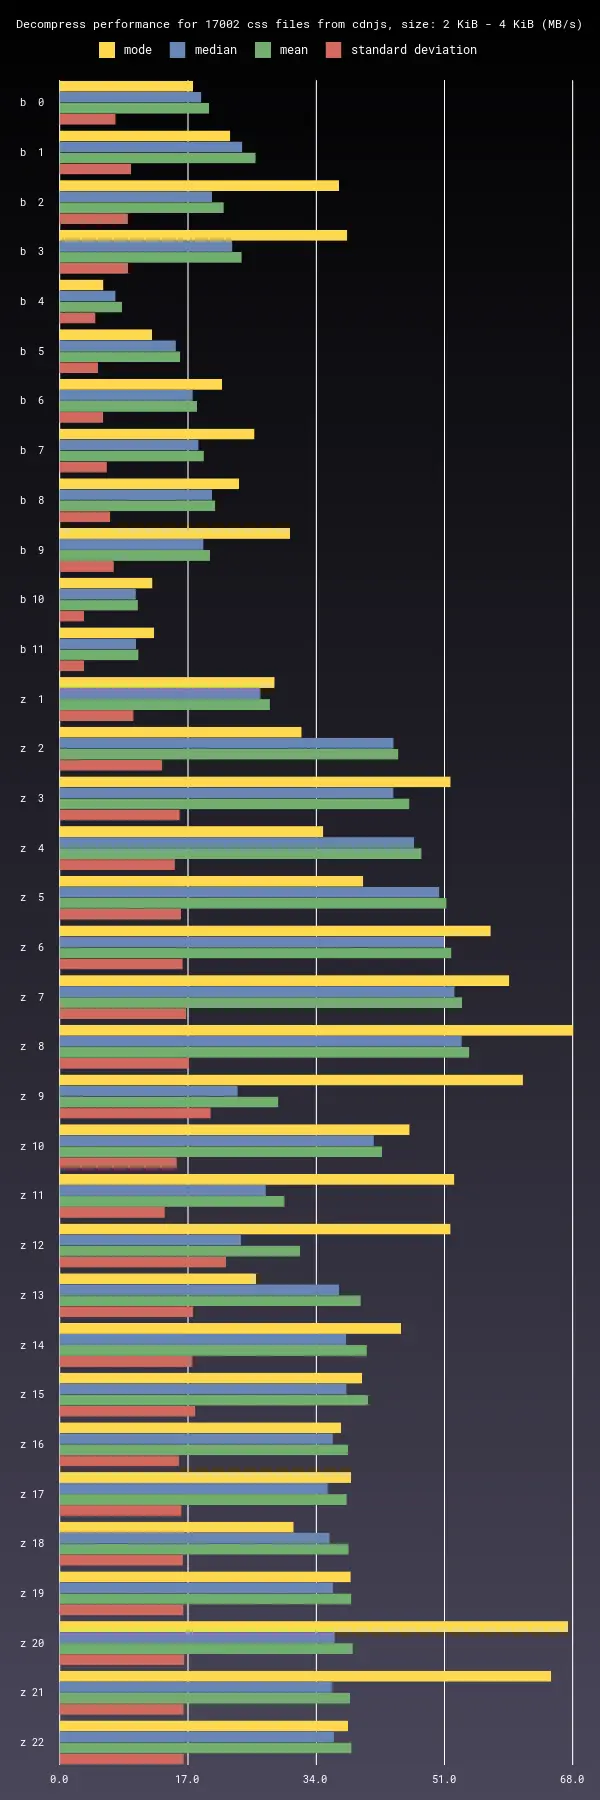 Decompress performance for 17002 css files from cdnjs, size: 2 KiB - 4 KiB (MB/s)
mode median mean standard deviation
b 0
b 1
b 2
b 3
b 4
b 5
b 6
b 7
b 8
b 9
b 10
b 11
z 1
z 2
z 3
z 4
z 5
z 6
z 7
z 8
z 9
z 10
z 11
z 12
z 13
z 14
z 15
z 16
z 17
z 18
z 19
z 20
z 21
z 22
0.0 17.0 34.0 51.0 68.0